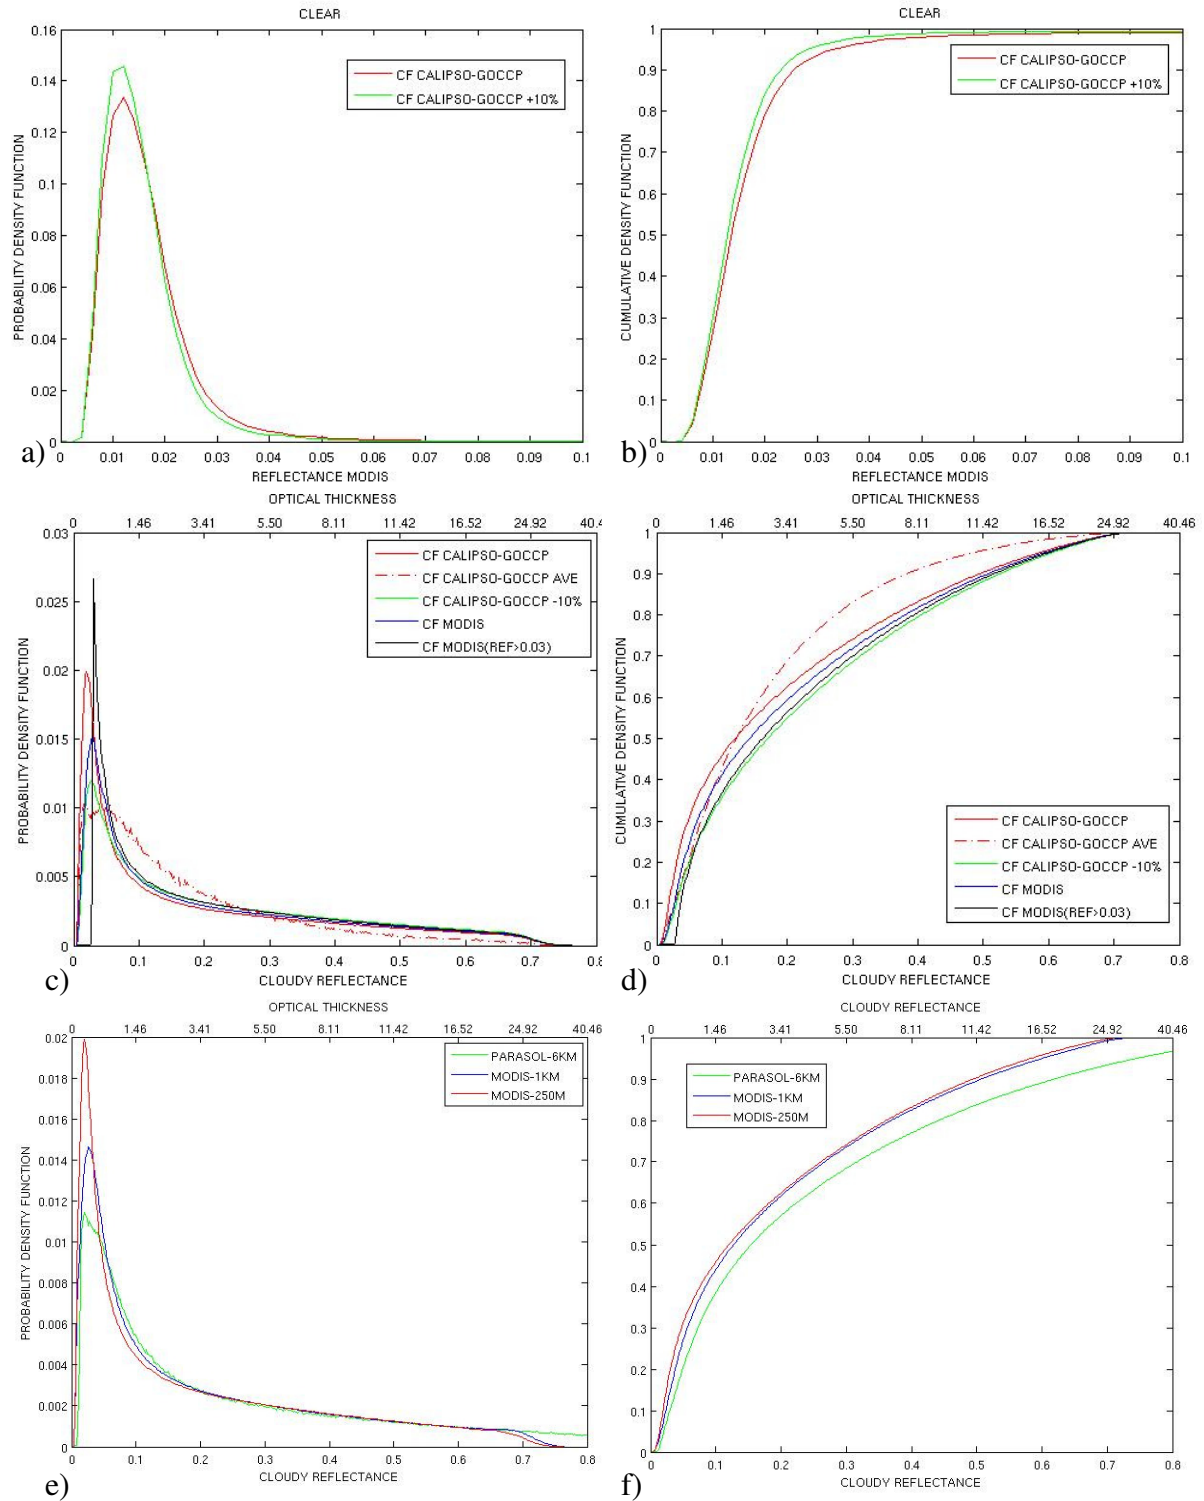 CLEAR
0.16
0.14
0.12
0.1
0.08
0.06
0.04
0.02
0
PROBABILITY DENSITY FUNCTION
CF CALIPSO-GOCCP
CF CALIPSO-GOCCP +10%
0 0.01 0.02 0.03 0.04 0.05 0.06 0.07 0.08 0.09 0.1
REFLECTANCE MODIS
a)
CLEAR
1
0.9
0.8
0.7
0.6
0.5
0.4
0.3
0.2
0.1
0
CUMULATIVE DENSITY FUNCTION
CF CALIPSO-GOCCP
CF CALIPSO-GOCCP +10%
0 0.01 0.02 0.03 0.04 0.05 0.06 0.07 0.08 0.09 0.1
REFLECTANCE MODIS
b)
OPTICAL THICKNESS
0 1.46 3.41 5.50 8.11 11.42 16.52 24.92 40.4
0.03
0.025
0.02
0.015
0.01
0.005
0
PROBABILITY DENSITY FUNCTION
CF CALIPSO-GOCCP
CF CALIPSO-GOCCP AVE
CF CALIPSO-GOCCP -10%
CF MODIS
CF MODIS(REF>0.03)
0 0.1 0.2 0.3 0.4 0.5 0.6 0.7 0.8
CLOUDY REFLECTANCE
c)
OPTICAL THICKNESS
0 1.46 3.41 5.50 8.11 11.42 16.52 24.92 40.46
1
0.9
0.8
0.7
0.6
0.5
0.4
0.3
0.2
0.1
0
CUMULATIVE DENSITY FUNCTION
CF CALIPSO-GOCCP
CF CALIPSO-GOCCP AVE
CF CALIPSO-GOCCP -10%
CF MODIS
CF MODIS(REF>0.03)
0 0.1 0.2 0.3 0.4 0.5 0.6 0.7 0.8
CLOUDY REFLECTANCE
d)
OPTICAL THICKNESS
0 1.46 3.41 5.50 8.11 11.42 16.52 24.92 40.46
0.02
0.018
0.016
0.014
0.012
0.01
0.008
0.006
0.004
0.002
0
PROBABILITY DENSITY FUNCTION
PARASOL-6KM
MODIS-1KM
MODIS-250M
0 0.1 0.2 0.3 0.4 0.5 0.6 0.7 0.8
CLOUDY REFLECTANCE
e)
CLOUDY REFLECTANCE
0 1.46 3.41 5.50 8.11 11.42 16.52 24.92 40.46
1
0.9
0.8
0.7
0.6
0.5
0.4
0.3
0.2
0.1
0
PARASOL-6KM
MODIS-1KM
MODIS-250M
0 0.1 0.2 0.3 0.4 0.5 0.6 0.7 0.8
CLOUDY REFLECTANCE
f)